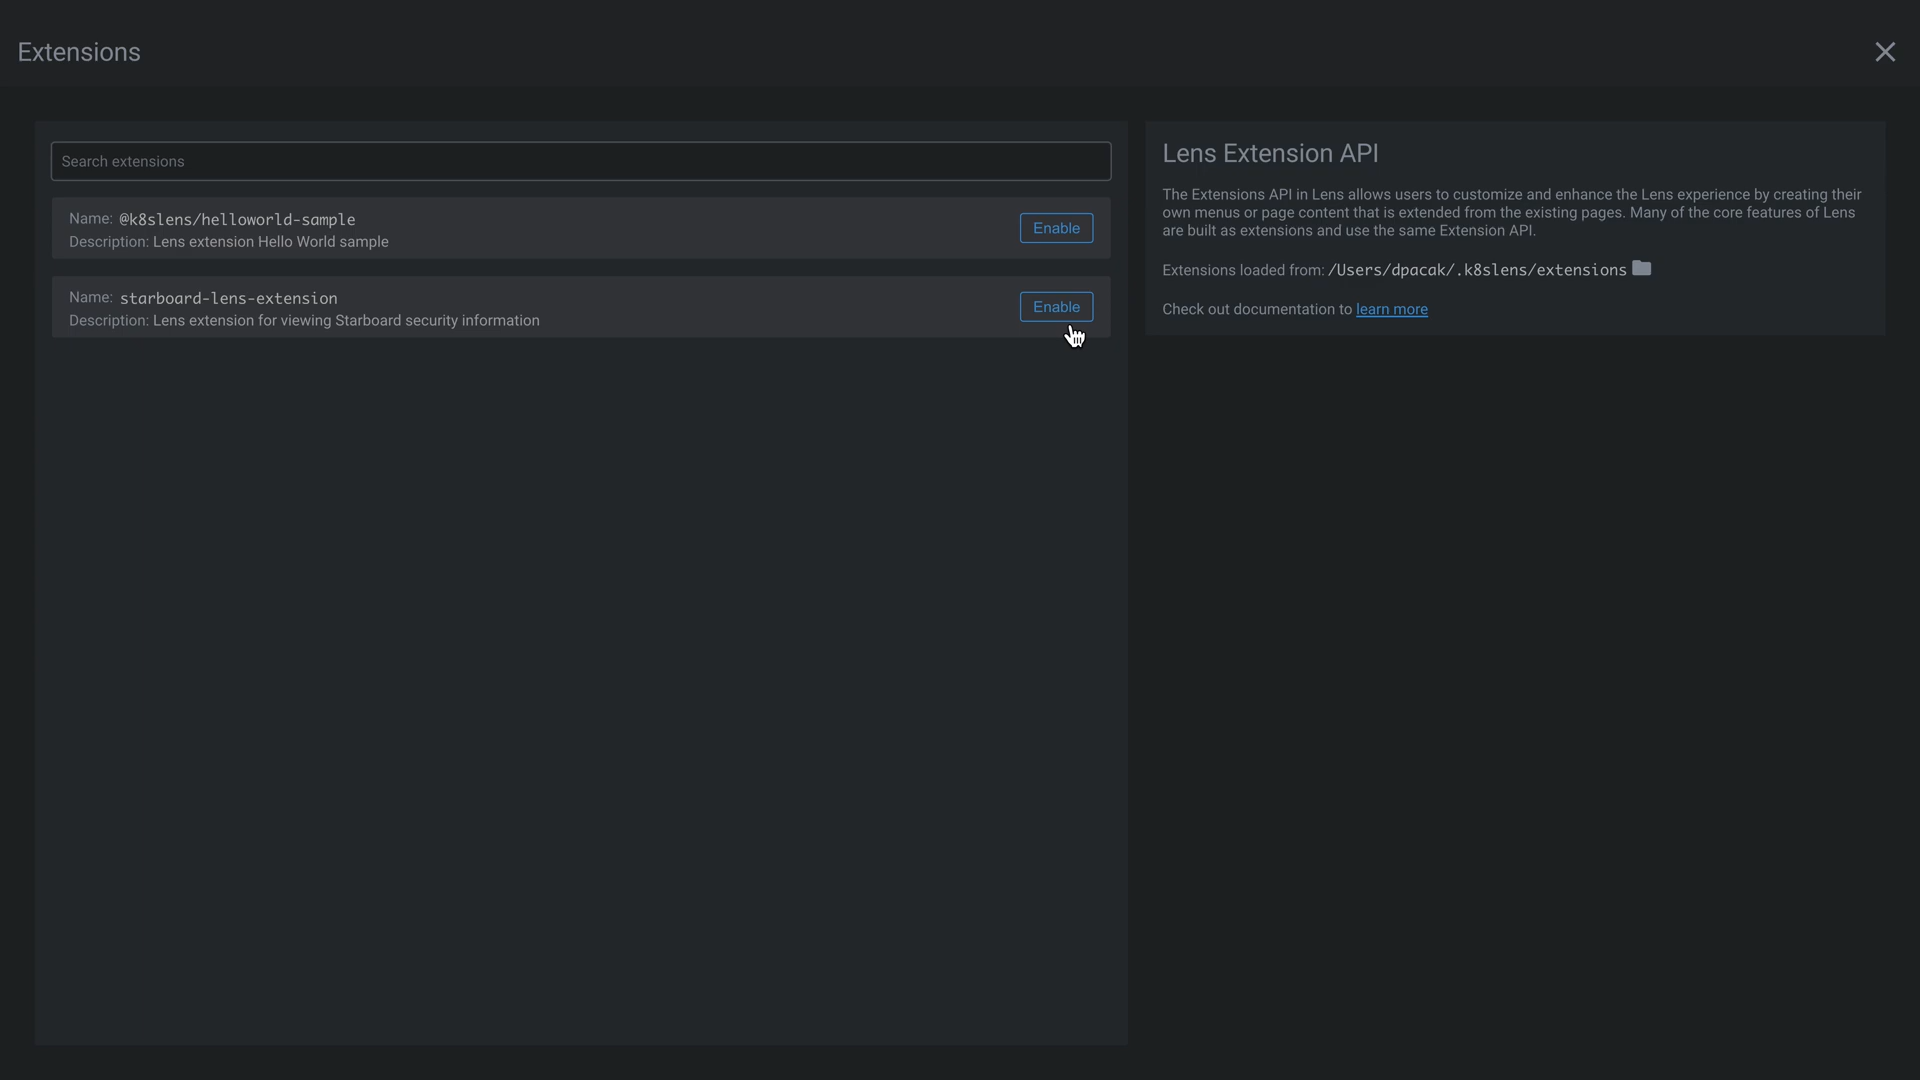 Extensions
Search extensions
Name: @k8slens/helloworld-sample
Description: Lens extension Hello World sample
Enable
Name: starboard-lens-extension
Description: Lens extension for viewing Starboard security information
Enable
Lens Extension API
The Extensions API in Lens allows users to customize and enhance the Lens experience by creating their
own menus or page content that is extended from the existing pages. Many of the core features of Lens
are built as extensions and use the same Extension API.
Extensions loaded from: /Users/dpacak/.k8slens/extensions
Check out documentation to learn more